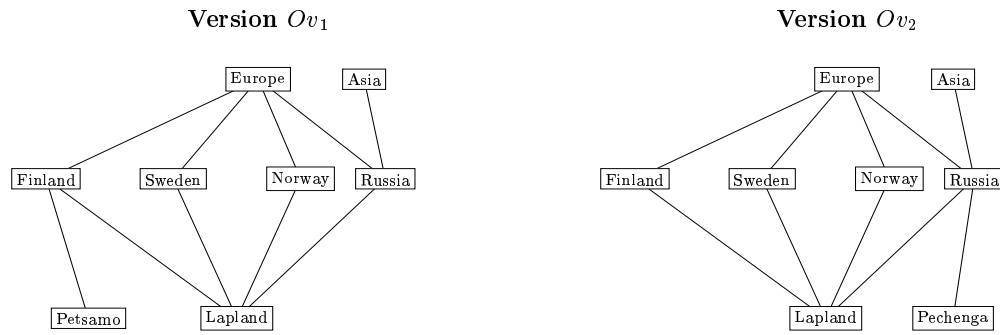 Version Ov1
Version Ov2
Europe
Asia
Europe
Asia
Finland
Sweden
Norway
Russia
Finland
Sweden
Norway
Russia
Petsamo
Lapland
Lapland
Pechenga